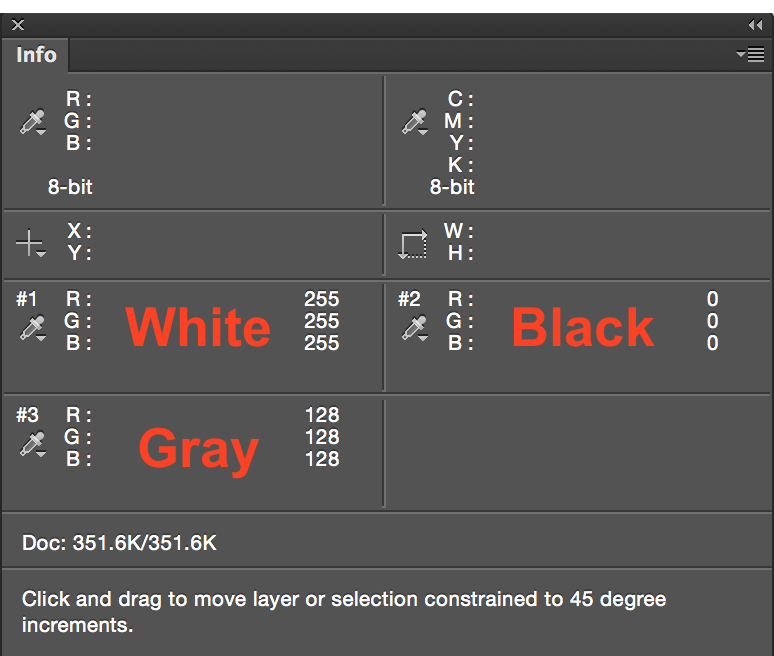 Info
R :
G :
B :
8-bit
C :
M :
Y :
K :
8-bit
X :
Y :
W :
H :
#1 R : 255
G : 255
B : 255
White
#2 R : 0
G : 0
B : 0
Black
#3 R : 128
G : 128
B : 128
Gray
Doc: 351.6K/351.6K
Click and drag to move layer or selection constrained to 45 degree
increments.